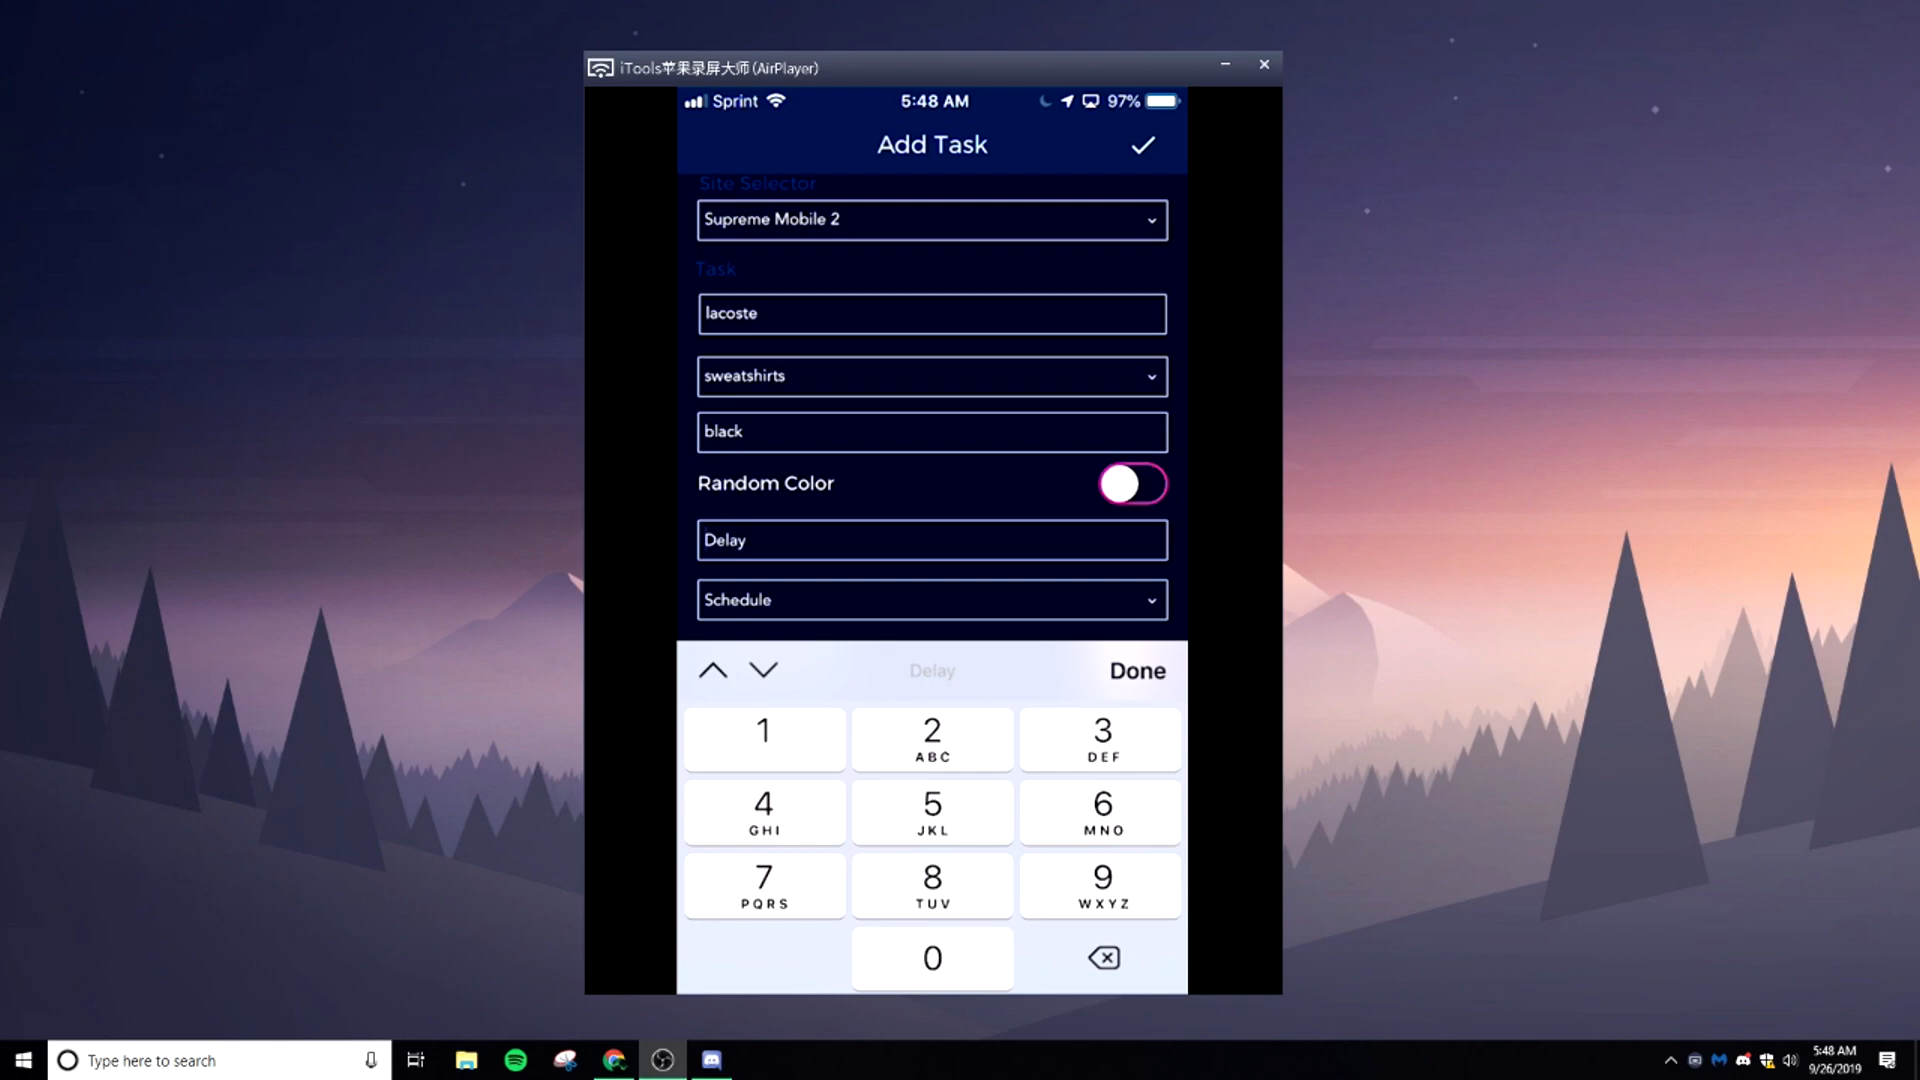 iTools苹果录屏大师(AirPlayer)
Sprint 5:48 AM 97%
Add Task
Site Selector
Supreme Mobile 2
Task
lacoste
sweatshirts
black
Random Color
Delay
Schedule
Delay Done
1 2 3
ABC DEF
4 5 6
GHI JKL MNO
7 8 9
PQRS TUV WXYZ
0
Type here to search
5:48 AM
9/26/2019